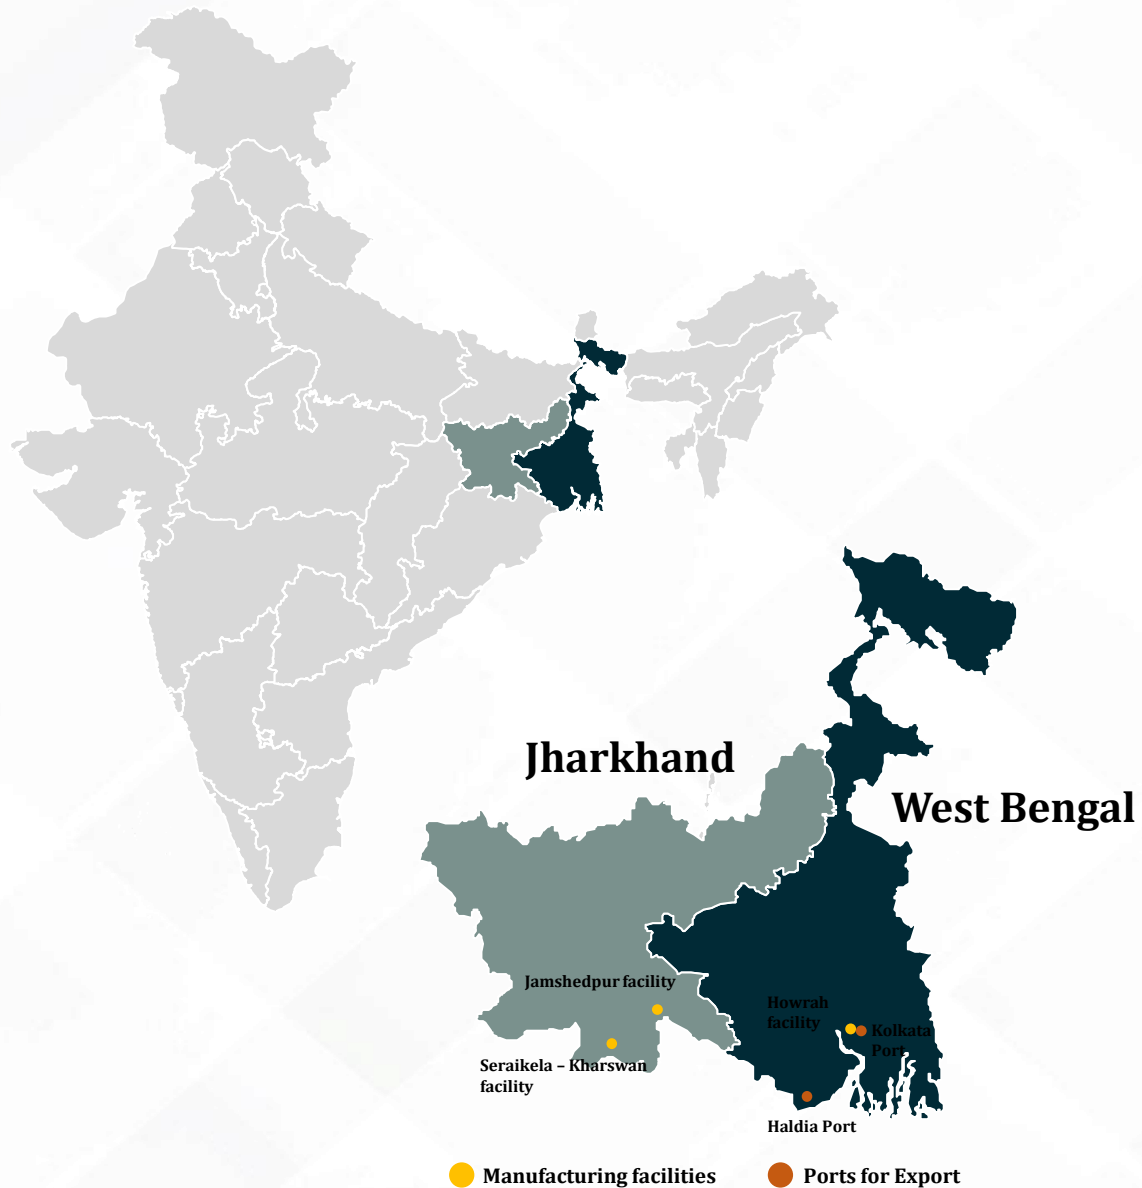 Jharkhand
West Bengal
Jamshedpur facility
Howrah
facility
Kolkata
Port
Seraikela – Kharswan
facility
Haldia Port
Manufacturing facilities
Ports for Export